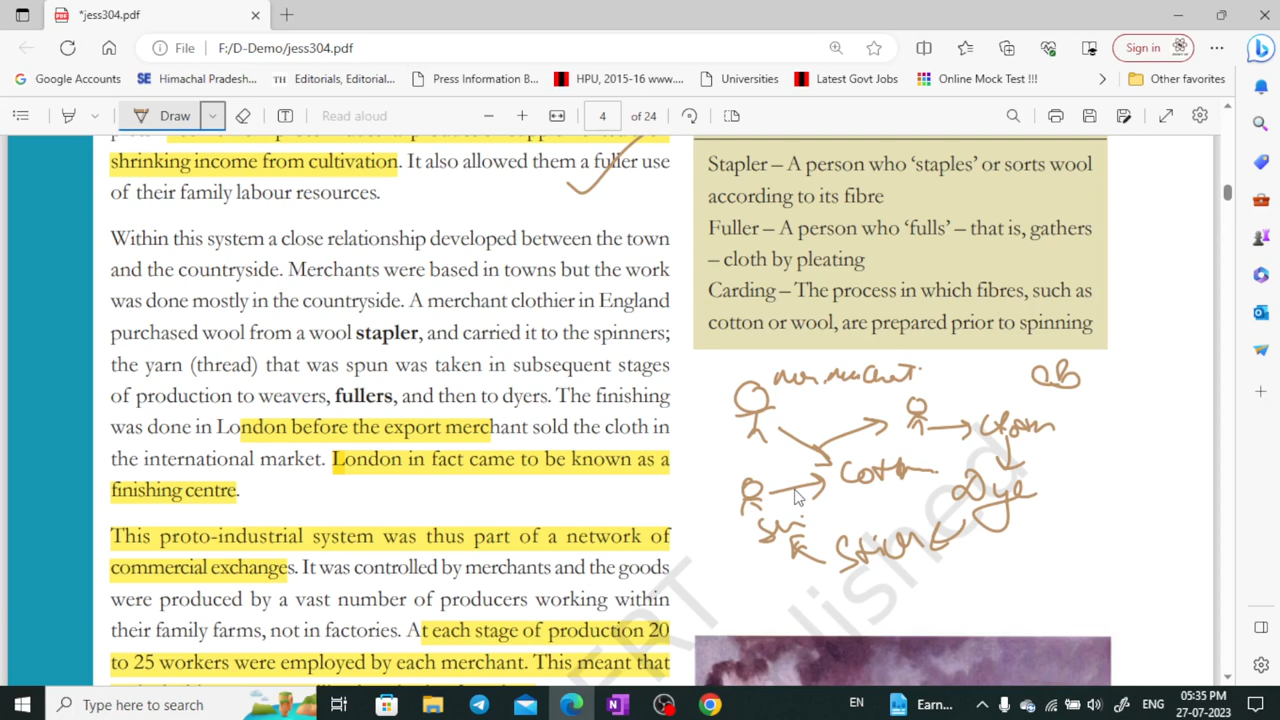 *jess304.pdf
File
F:/D-Demo/jess304.pdf
Sign in
Google Accounts
SE Himachal Pradesh...
TH Editorials, Editorial...
Press Information B...
HPU, 2015-16 www....
Universities
Latest Govt Jobs
Online Mock Test !!!
Other favorites
Draw
Read aloud
4 of 24
shrinking income from cultivation. It also allowed them a fuller use
of their family labour resources.
Within this system a close relationship developed between the town
and the countryside. Merchants were based in towns but the work
was done mostly in the countryside. A merchant clothier in England
purchased wool from a wool stapler, and carried it to the spinners;
the yarn (thread) that was spun was taken in subsequent stages
of production to weavers, fullers, and then to dyers. The finishing
was done in London before the export merchant sold the cloth in
the international market. London in fact came to be known as a
finishing centre.
This proto-industrial system was thus part of a network of
commercial exchanges. It was controlled by merchants and the goods
were produced by a vast number of producers working within
their family farms, not in factories. At each stage of production 20
to 25 workers were employed by each merchant. This meant that
Stapler – A person who ‘staples’ or sorts wool
according to its fibre
Fuller – A person who ‘fulls’ – that is, gathers
– cloth by pleating
Carding – The process in which fibres, such as
cotton or wool, are prepared prior to spinning
Dye
Type here to search
EN
Earn...
ENG
05:35 PM
27-07-2023